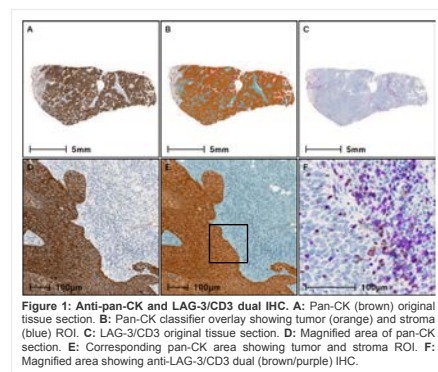 A
B
C
5mm
5mm
5mm
D
E
F
100µm
100µm
100µm
Figure 1: Anti-pan-CK and LAG-3/CD3 dual IHC. A: Pan-CK (brown) original
tissue section. B: Pan-CK classifier overlay showing tumor (orange) and stroma
(blue) ROI. C: LAG-3/CD3 original tissue section. D: Magnified area of pan-CK
section. E: Corresponding pan-CK area showing tumor and stroma ROI. F:
Magnified area showing anti-LAG-3/CD3 dual (brown/purple) IHC.